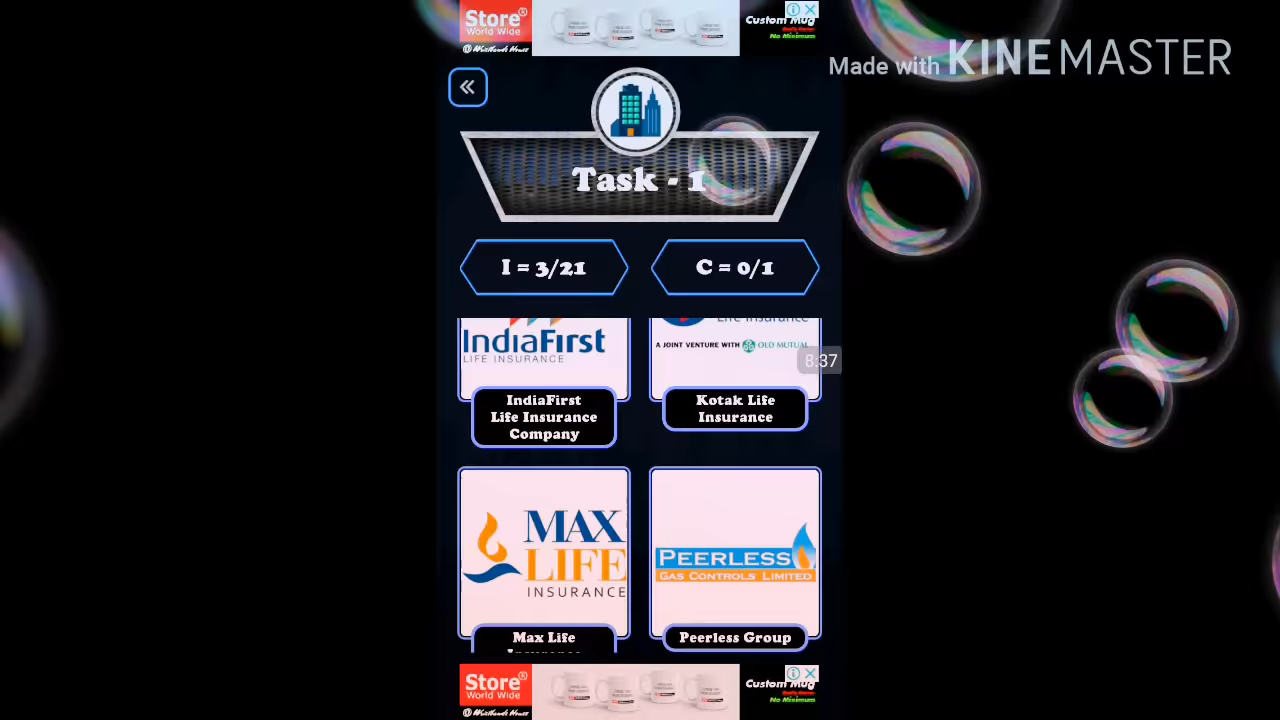 Store®
World Wide
Custom Mug
No Minimum
Made with KINEMASTER
Task - 1
I = 3/21
C = 0/1
IndiaFirst
LIFE INSURANCE
Life Insurance
A JOINT VENTURE WITH OLD MUTUAL
8:37
IndiaFirst
Life Insurance
Company
Kotak Life
Insurance
MAX
LIFE
INSURANCE
PEERLESS
GAS CONTROLS LIMITED
Max Life
Peerless Group
Store®
World Wide
Custom Mug
No Minimum